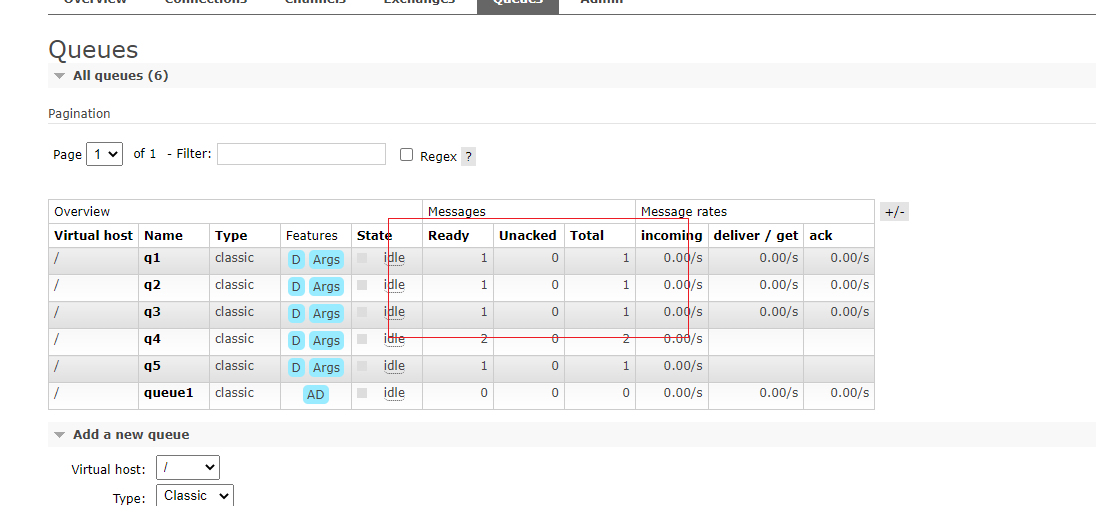 Overview Connections Channels Exchanges Queues Admin
Queues
All queues (6)
Pagination
Page 1 of 1 - Filter: Regex ?
Overview Messages Message rates +/-
Virtual host Name Type Features State Ready Unacked Total incoming deliver / get ack
/ q1 classic D Args idle 1 0 1 0.00/s 0.00/s 0.00/s
/ q2 classic D Args idle 1 0 1 0.00/s 0.00/s 0.00/s
/ q3 classic D Args idle 1 0 1 0.00/s 0.00/s 0.00/s
/ q4 classic D Args idle 2 0 2 0.00/s
/ q5 classic D Args idle 1 0 1 0.00/s
/ queue1 classic AD idle 0 0 0 0.00/s 0.00/s 0.00/s
Add a new queue
Virtual host: /
Type: Classic